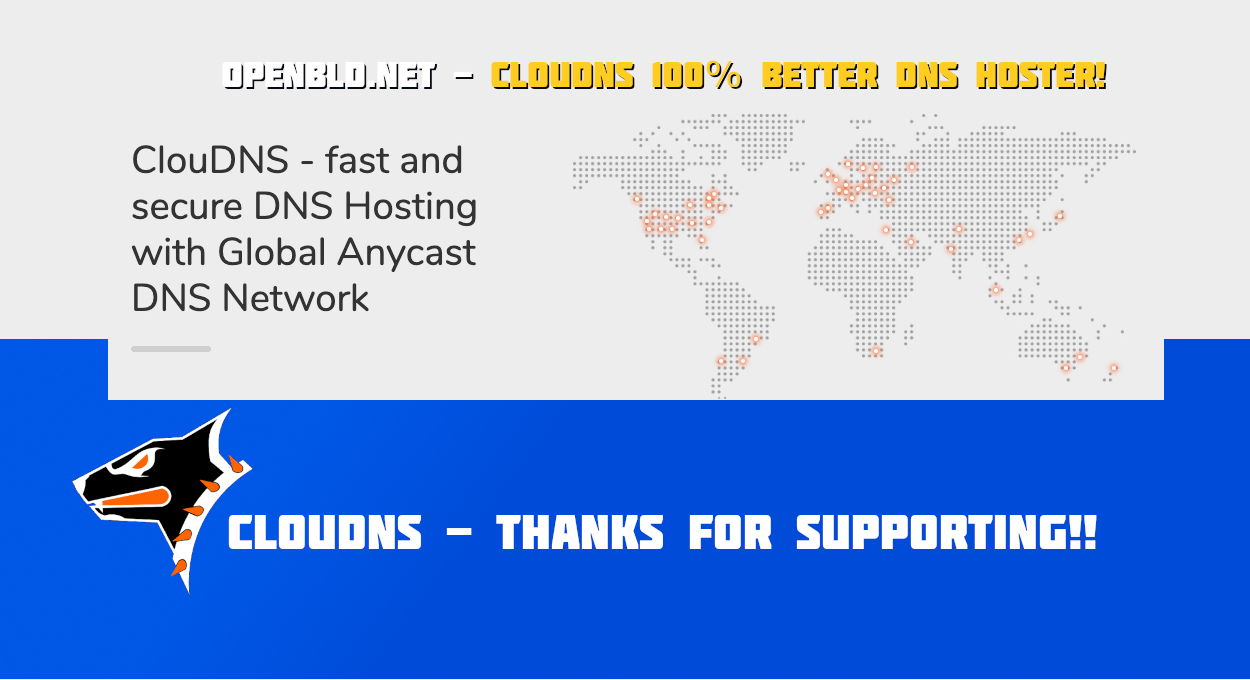 OPENBLD.NET - CLOUDNS 100% BETTER DNS HOSTER!
ClouDNS - fast and
secure DNS Hosting
with Global Anycast
DNS Network
CLOUDNS - THANKS FOR SUPPORTING!!